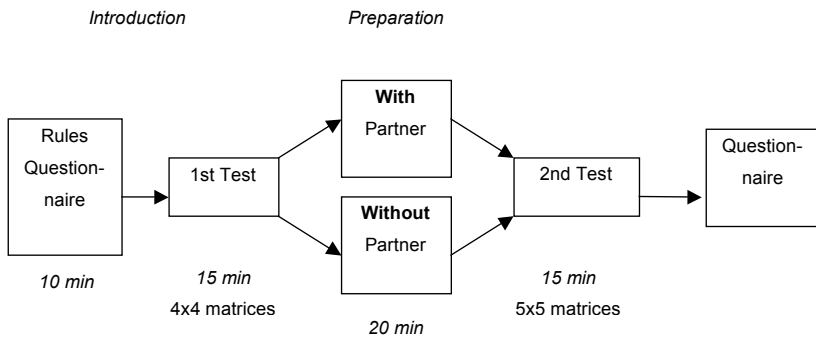 Introduction
Preparation
Rules
Question-
naire
10 min
1st Test
15 min
4x4 matrices
With
Partner
Without
Partner
20 min
2nd Test
15 min
5x5 matrices
Question-
naire